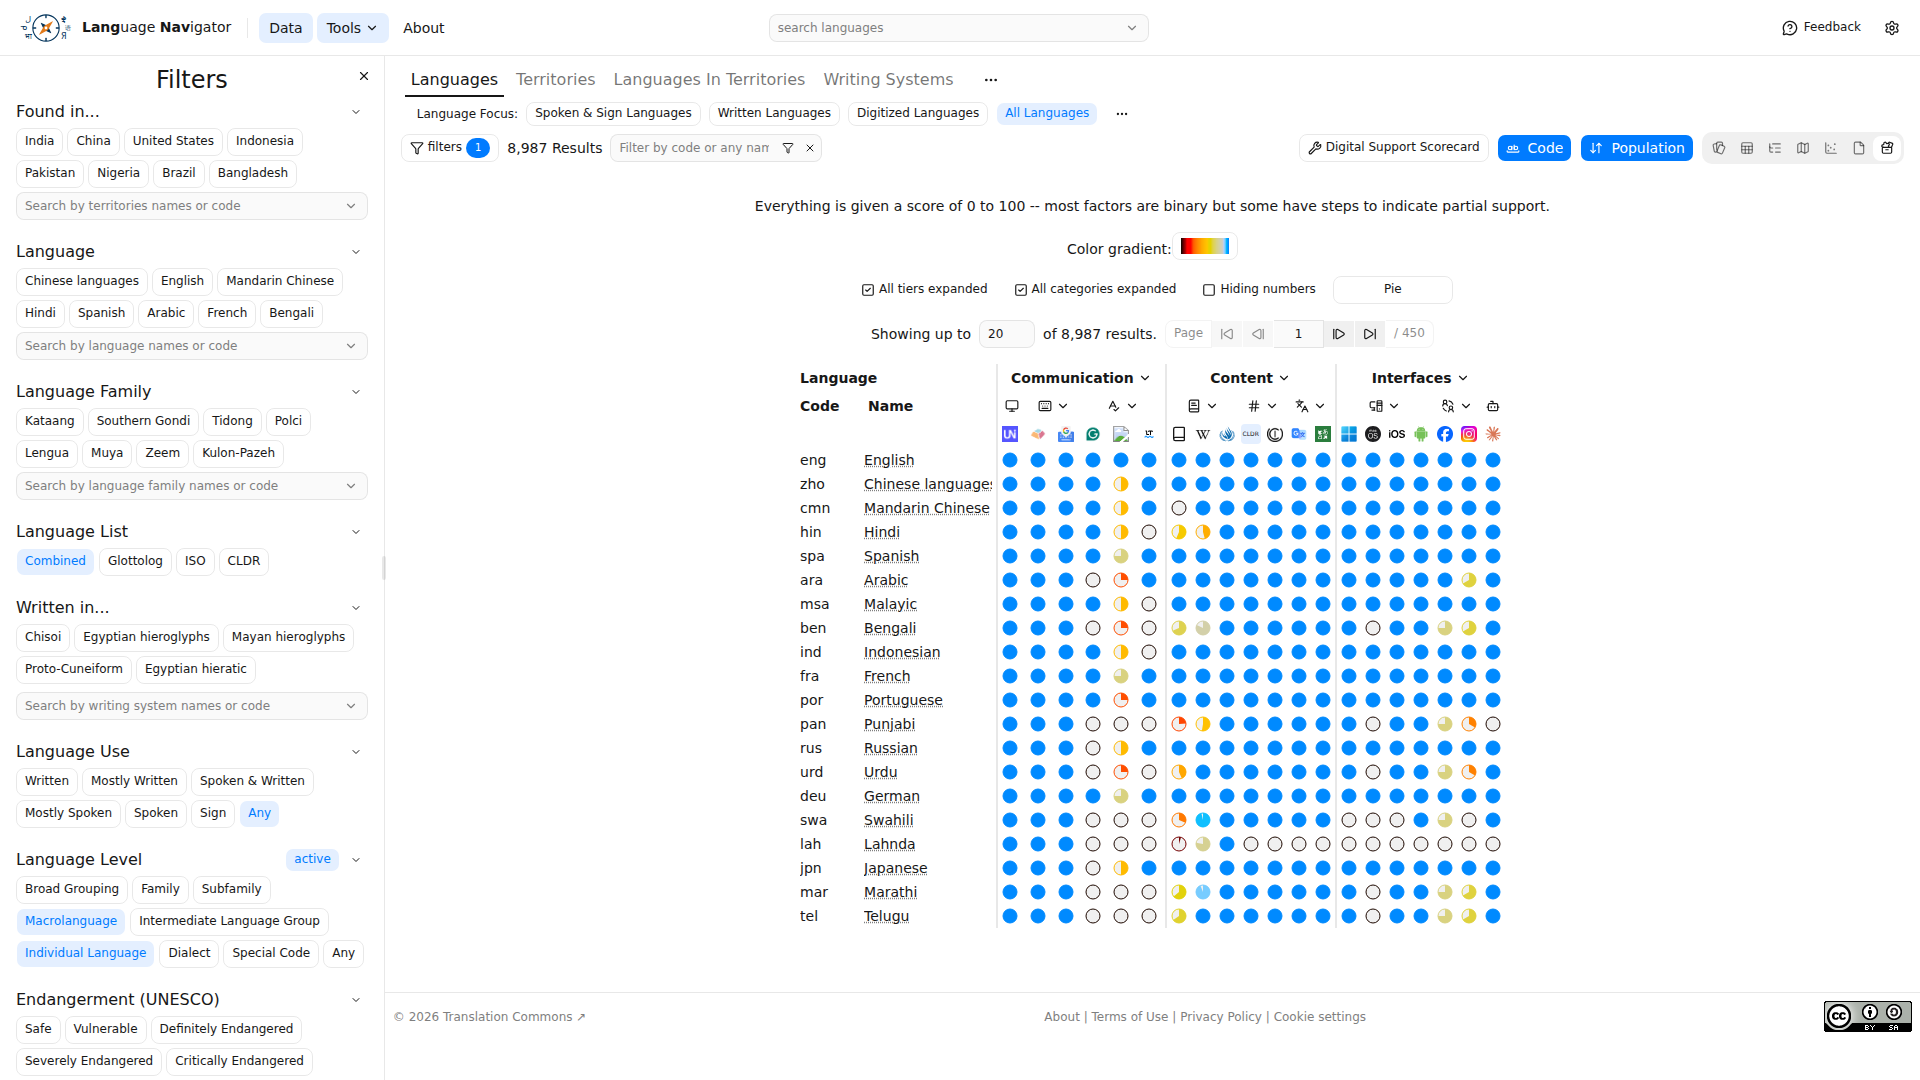 Language Navigator
Data
Tools
About
search languages
Feedback
Filters
Found in...
India
China
United States
Indonesia
Pakistan
Nigeria
Brazil
Bangladesh
Search by territories names or code
Language
Chinese languages
English
Mandarin Chinese
Hindi
Spanish
Arabic
French
Bengali
Search by language names or code
Language Family
Kataang
Southern Gondi
Tidong
Polci
Lengua
Muya
Zeem
Kulon-Pazeh
Search by language family names or code
Language List
Combined
Glottolog
ISO
CLDR
Written in...
Chisoi
Egyptian hieroglyphs
Mayan hieroglyphs
Proto-Cuneiform
Egyptian hieratic
Search by writing system names or code
Language Use
Written
Mostly Written
Spoken & Written
Mostly Spoken
Spoken
Sign
Any
Language Level
active
Broad Grouping
Family
Subfamily
Macrolanguage
Intermediate Language Group
Individual Language
Dialect
Special Code
Any
Endangerment (UNESCO)
Safe
Vulnerable
Definitely Endangered
Severely Endangered
Critically Endangered
Languages
Territories
Languages In Territories
Writing Systems
Language Focus:
Spoken & Sign Languages
Written Languages
Digitized Languages
All Languages
filters 1
8,987 Results
Filter by code or any nam
Digital Support Scorecard
Code
Population
Everything is given a score of 0 to 100 -- most factors are binary but some have steps to indicate partial support.
Color gradient:
All tiers expanded
All categories expanded
Hiding numbers
Pie
Showing up to 20 of 8,987 results.
Page 1 / 450
Language Communication Content Interfaces
Code Name
UN LT W CLDR iOS
eng English
zho Chinese languages
cmn Mandarin Chinese
hin Hindi
spa Spanish
ara Arabic
msa Malayic
ben Bengali
ind Indonesian
fra French
por Portuguese
pan Punjabi
rus Russian
urd Urdu
deu German
swa Swahili
lah Lahnda
jpn Japanese
mar Marathi
tel Telugu
© 2026 Translation Commons ↗
About | Terms of Use | Privacy Policy | Cookie settings
CC BY SA